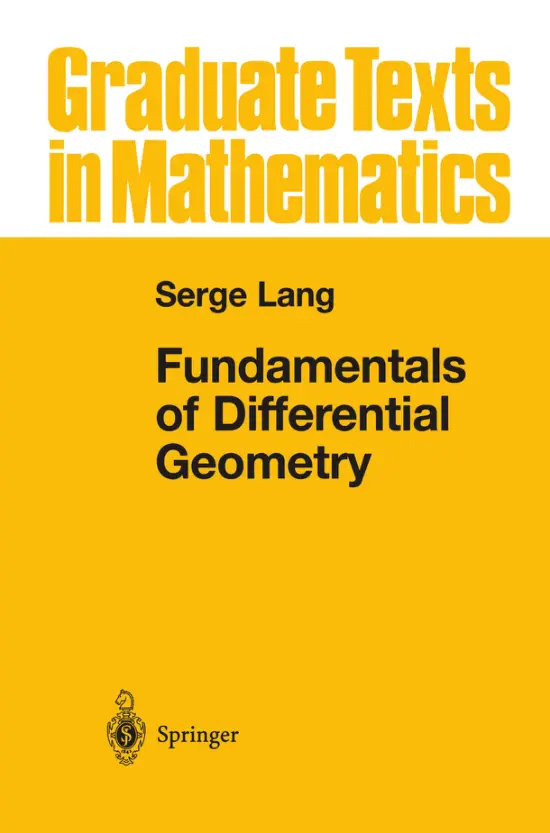 Graduate Texts
in Mathematics
Serge Lang
Fundamentals
of Differential
Geometry
Springer